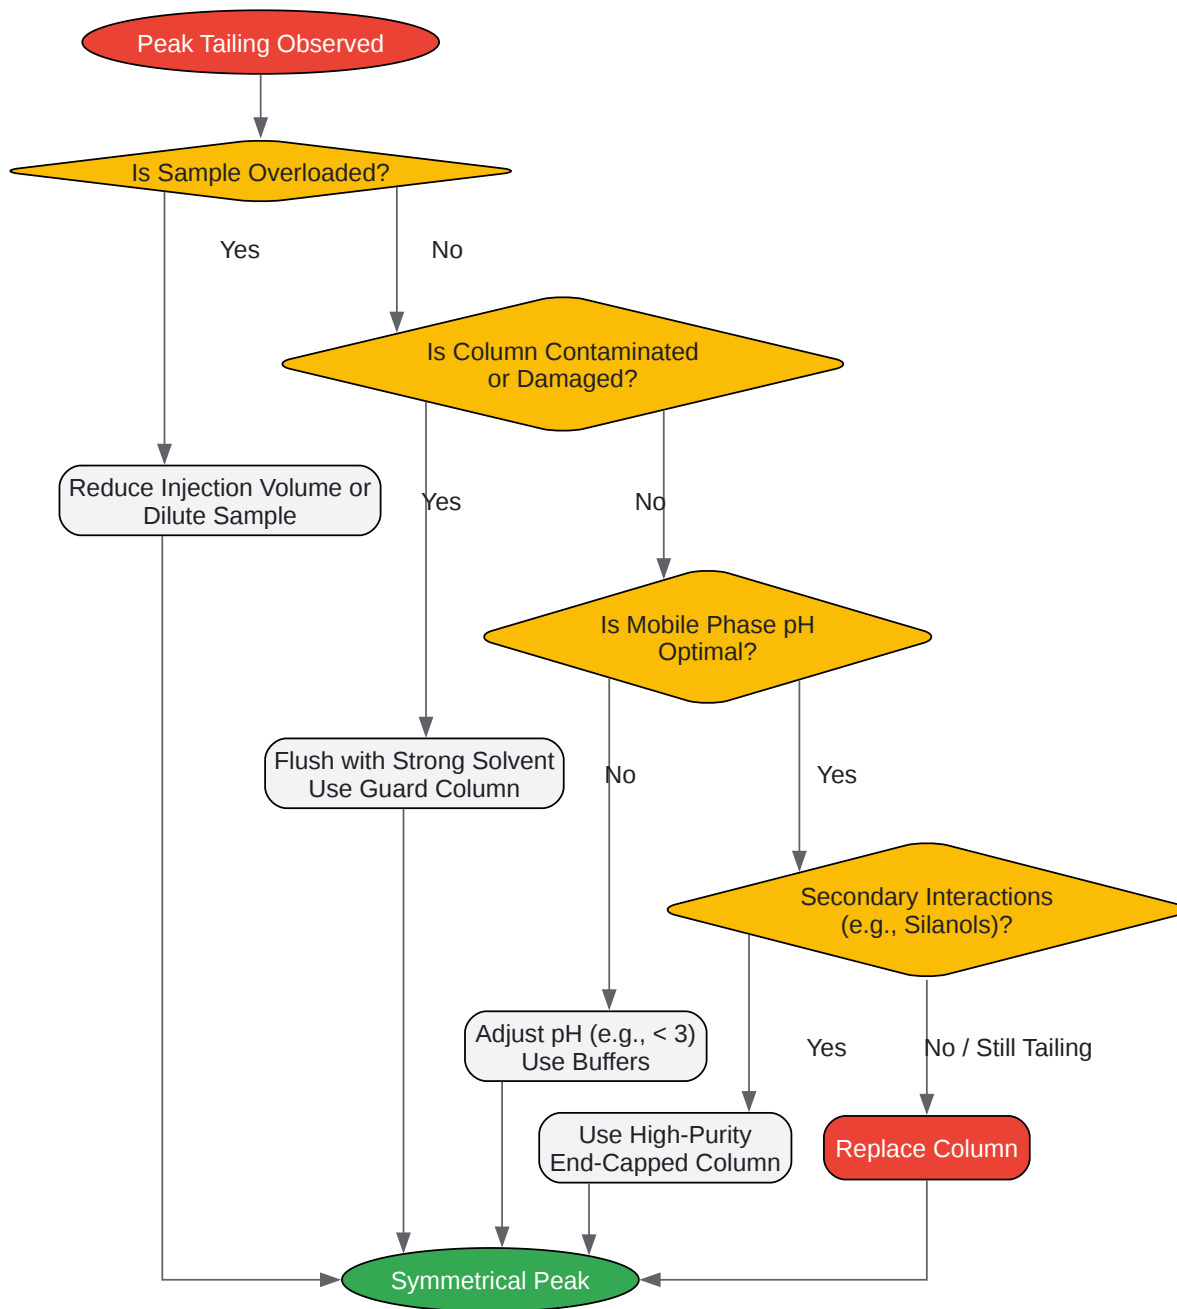 Peak Tailing Observed
Is Sample Overloaded?
Yes
No
Is Column Contaminated
or Damaged?
Reduce Injection Volume or
Dilute Sample
Yes
No
Is Mobile Phase pH
Optimal?
Flush with Strong Solvent
Use Guard Column
No
Yes
Secondary Interactions
(e.g., Silanols)?
Adjust pH (e.g., < 3)
Use Buffers
Yes
No / Still Tailing
Use High-Purity
End-Capped Column
Replace Column
Symmetrical Peak